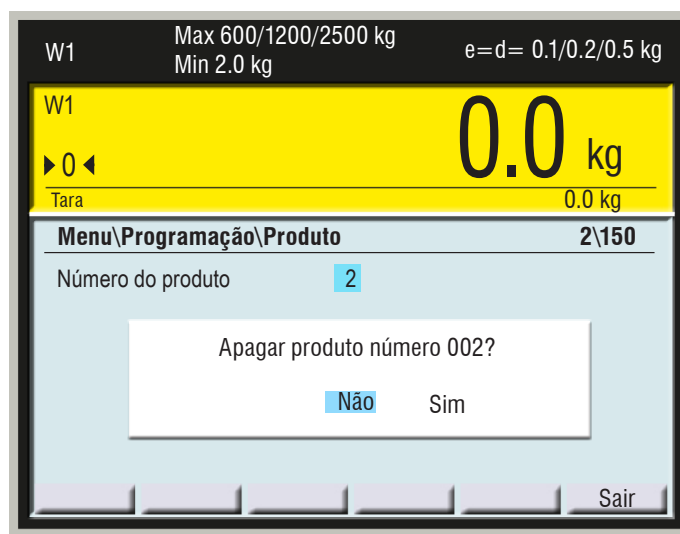 W1 Max 600/1200/2500 kg e=d= 0.1/0.2/0.5 kg
Min 2.0 kg
W1
0.0 kg
0
Tara 0.0 kg
Menu\Programação\Produto 2\150
Número do produto 2
Apagar produto número 002?
Não Sim
Sair